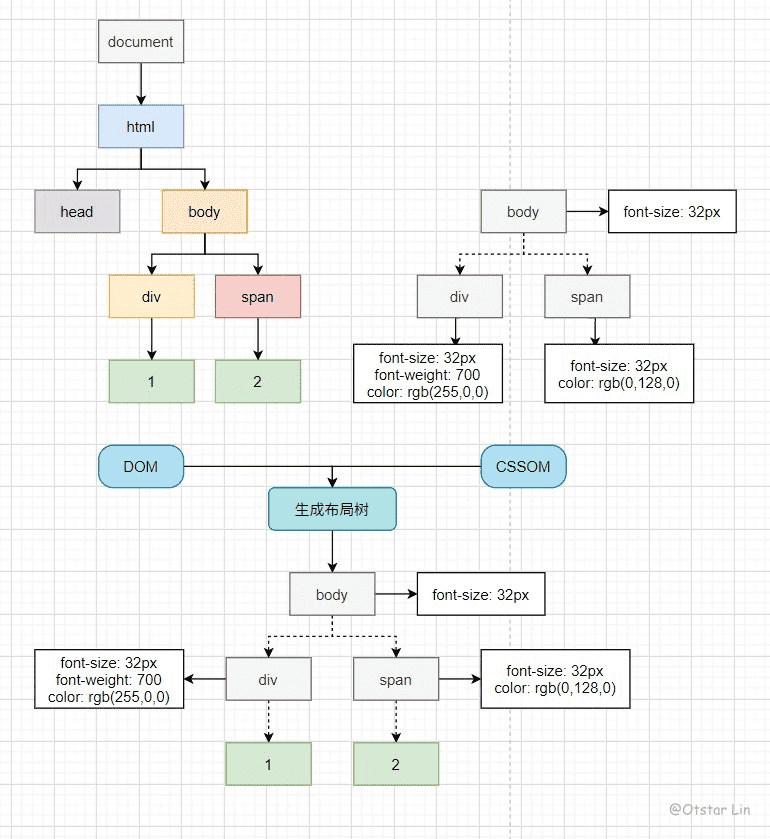 document
html
head
body
div
span
1
2
body
font-size: 32px
div
span
font-size: 32px
font-weight: 700
color: rgb(255,0,0)
font-size: 32px
color: rgb(0,128,0)
DOM
CSSOM
生成布局树
body
font-size: 32px
font-size: 32px
font-weight: 700
color: rgb(255,0,0)
div
span
font-size: 32px
color: rgb(0,128,0)
1
2
@Otstar Lin